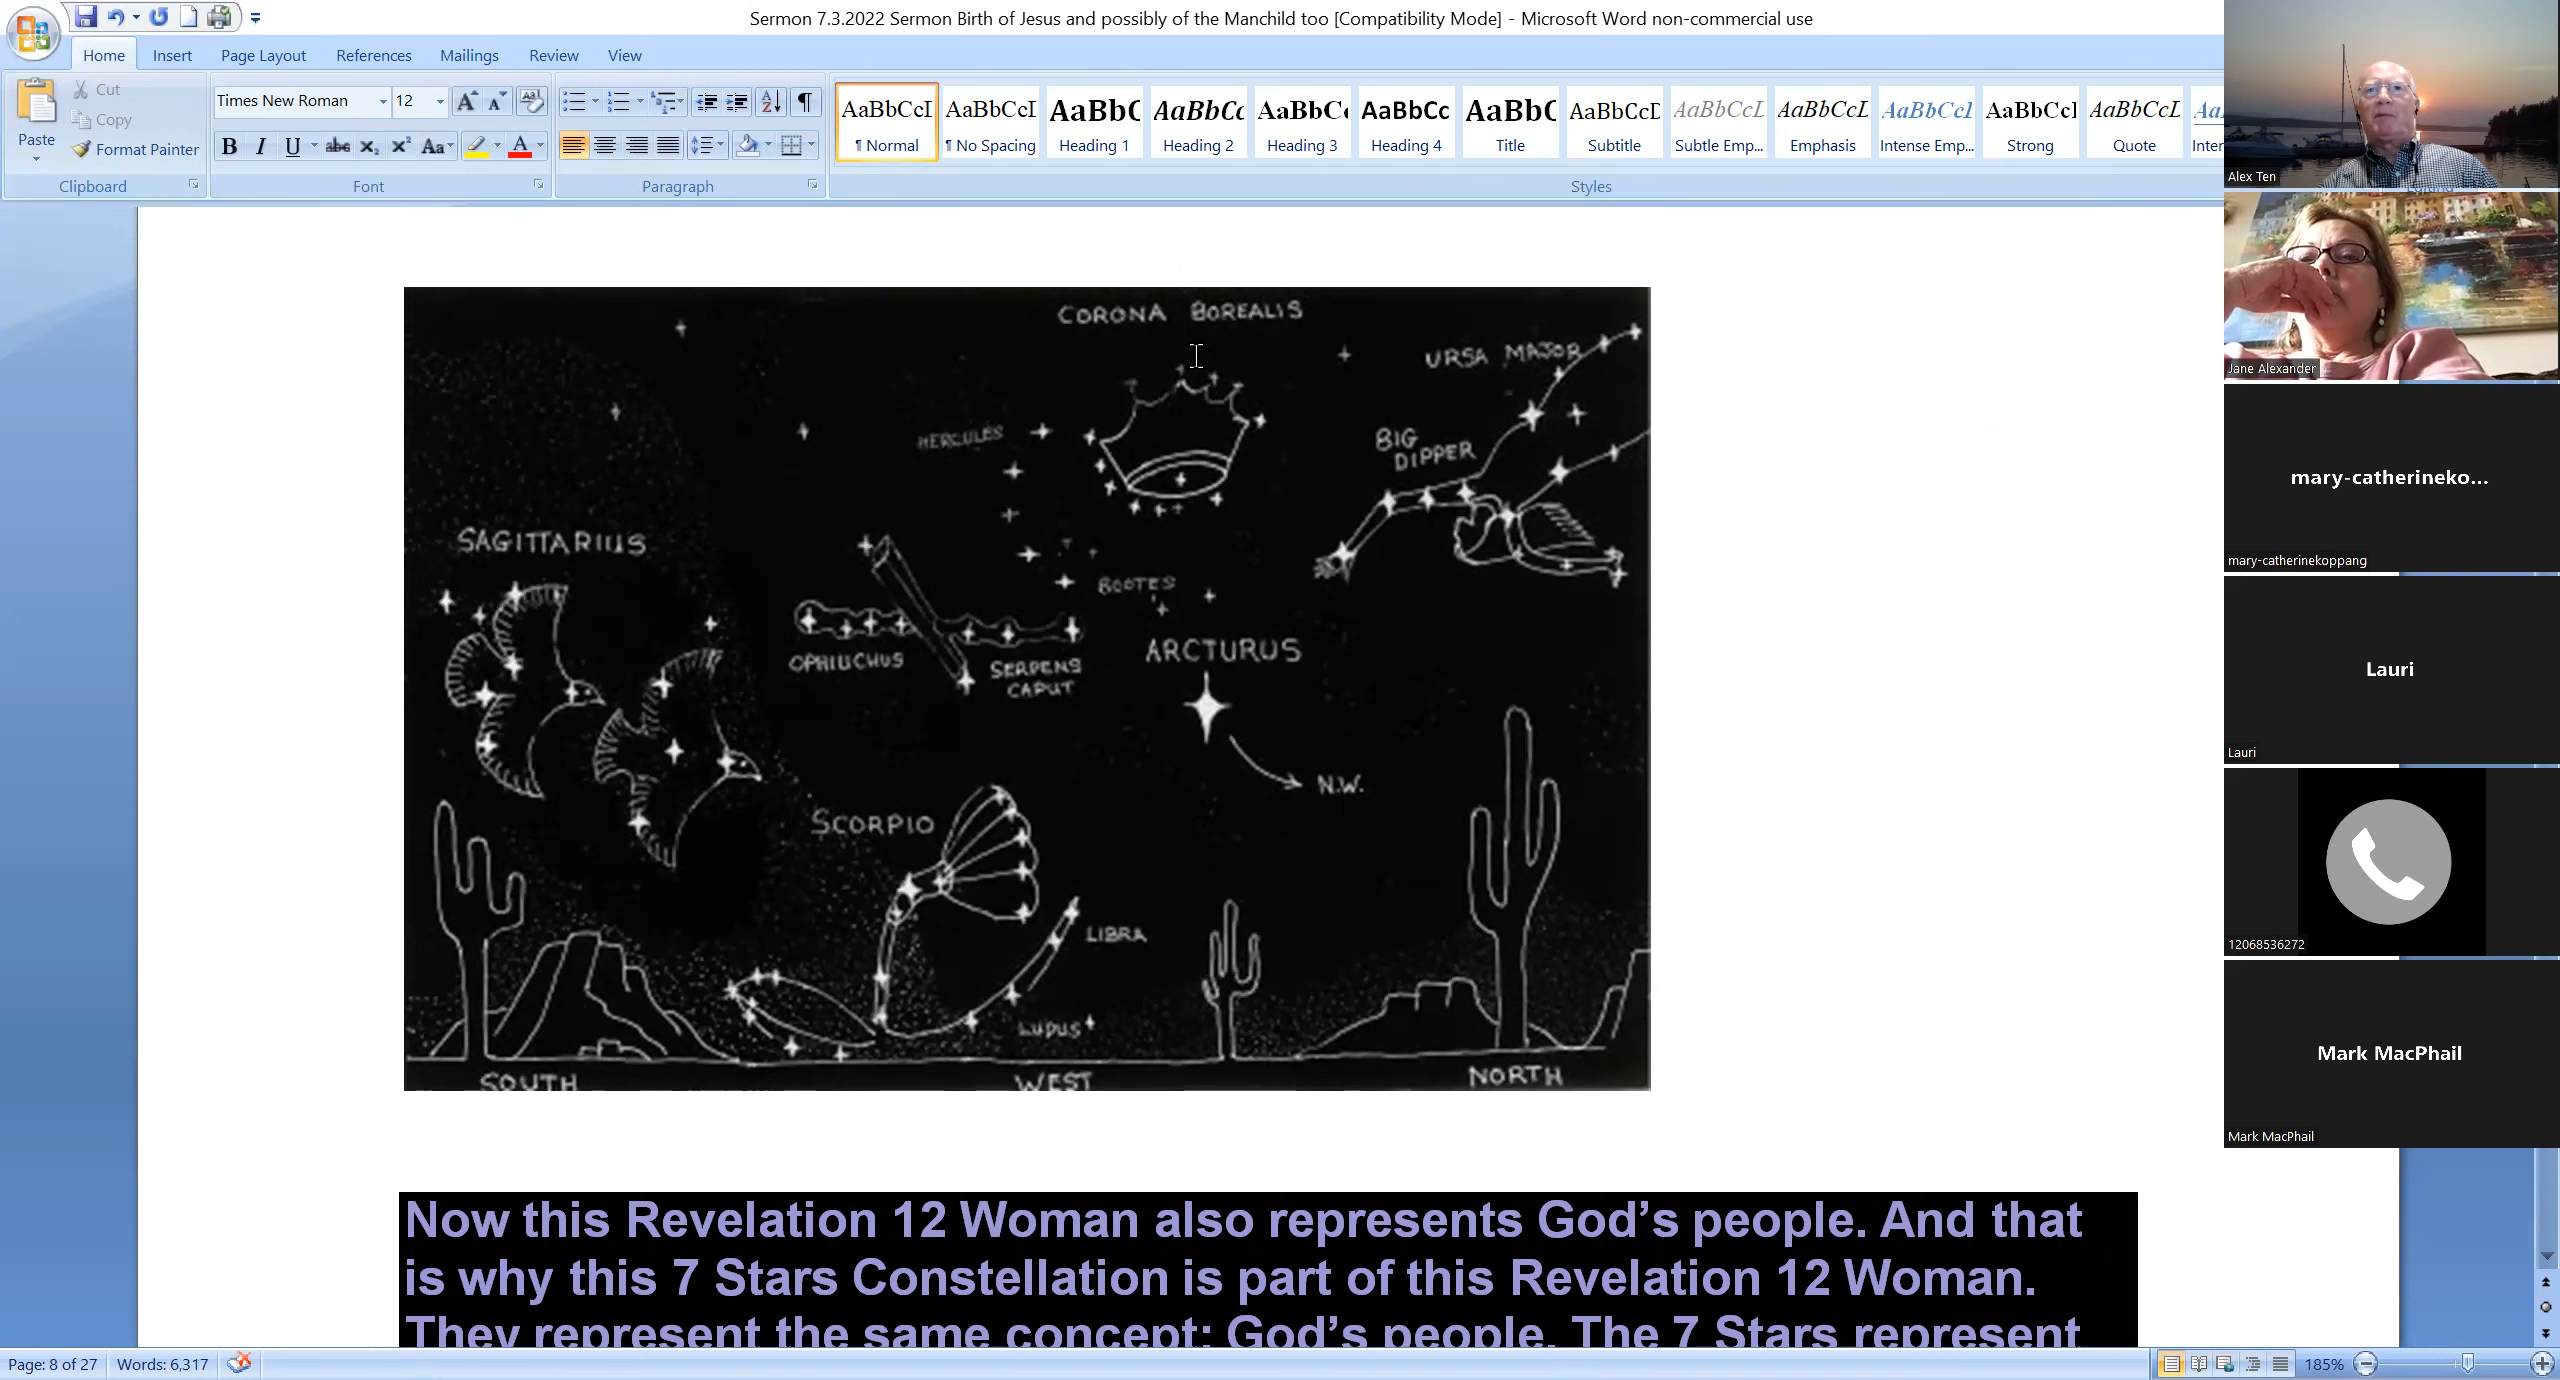 Sermon 7.3.2022 Sermon Birth of Jesus and possibly of the Manchild too [Compatibility Mode] - Microsoft Word non-commercial use
Home Insert Page Layout References Mailings Review View
Paste
Cut
Copy
Format Painter
Clipboard
Times New Roman 12
Font
Paragraph
AaBbCcD AaBbCcD AaBbC AaBbCc AaBbCc AaBbCc AaBbC AaBbCcD AaBbCcL AaBbCcL AaBbCcI AaBbCcI AaBbCcL
¶ Normal ¶ No Spacing Heading 1 Heading 2 Heading 3 Heading 4 Title Subtitle Subtle Emp... Emphasis Intense Emp... Strong Quote Inter
Styles
CORONA BOREALIS
URSA MAJOR
HERCULES
BIG
DIPPER
SAGITTARIUS
BOOTES
OPHIUCHUS
SERPENS
CAPUT
ARCTURUS
N.W.
SCORPIO
LIBRA
LUPUS
SOUTH WEST NORTH
Now this Revelation 12 Woman also represents God’s people. And that
is why this 7 Stars Constellation is part of this Revelation 12 Woman.
They represent the same concept: God’s people. The 7 Stars represent
Page: 8 of 27 Words: 6,317
185%
Alex Ten
Jane Alexander
mary-catherineko...
mary-catherinekoppang
Lauri
Lauri
12068536272
Mark MacPhail
Mark MacPhail